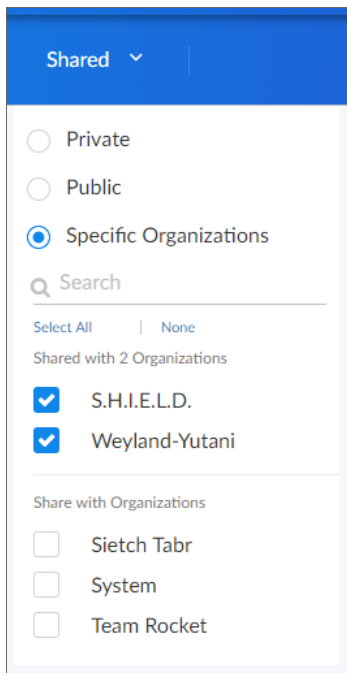 Shared
Private
Public
Specific Organizations
Search
Select All | None
Shared with 2 Organizations
S.H.I.E.L.D.
Weyland-Yutani
Share with Organizations
Sietch Tabr
System
Team Rocket